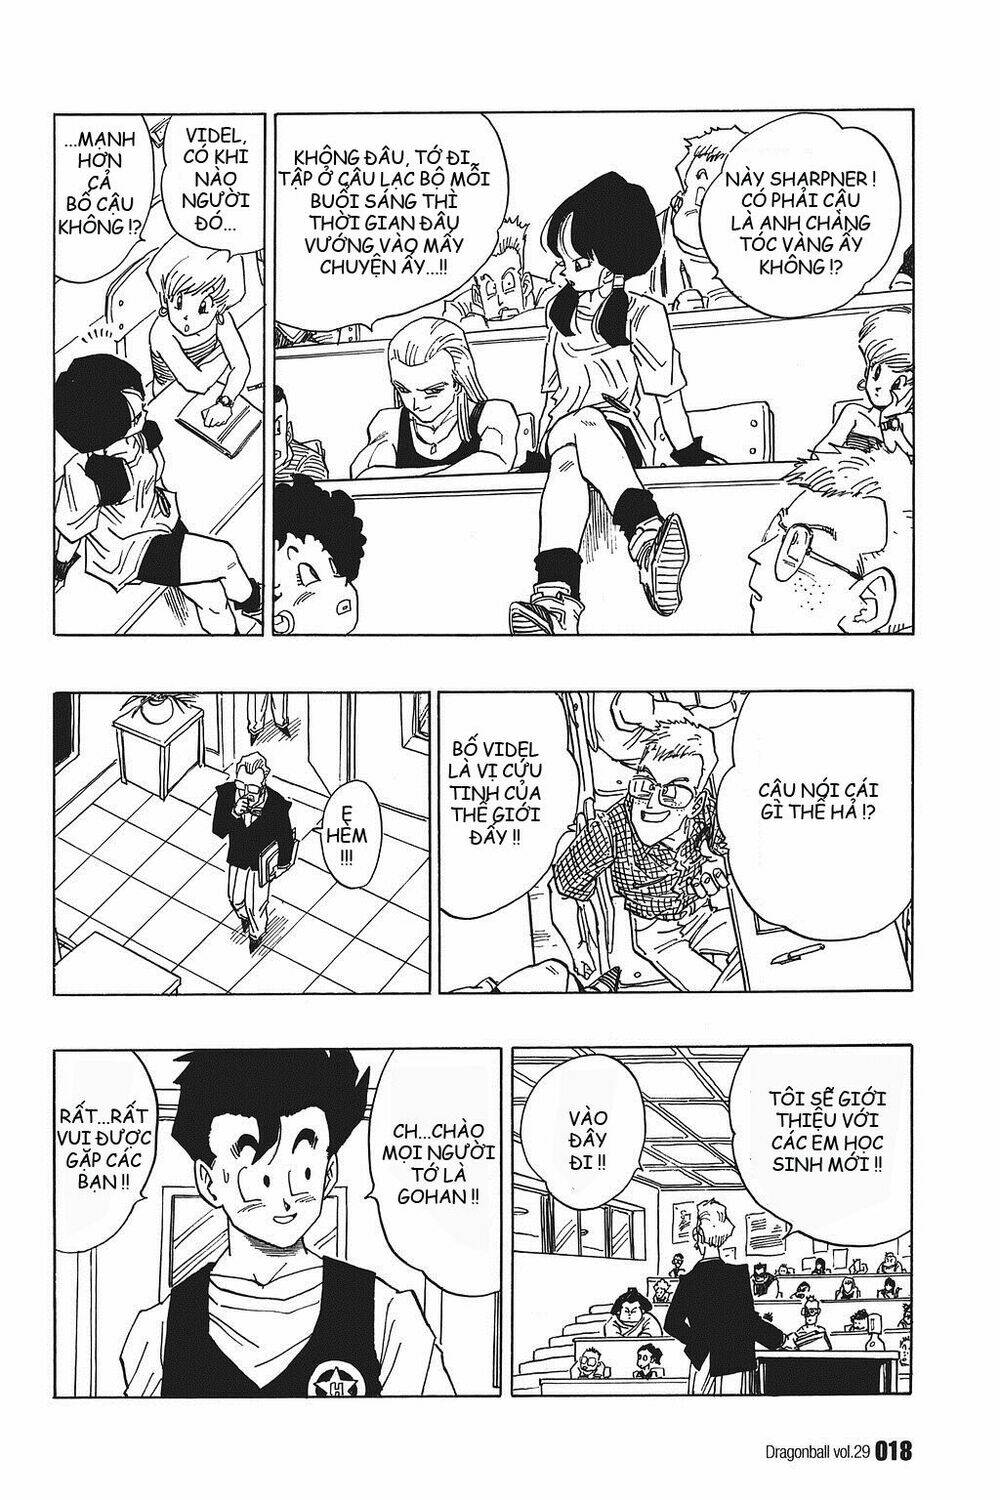 NÀY SHARPNER !
CÓ PHẢI CẬU
LÀ ANH CHÀNG
TÓC VÀNG ẤY
KHÔNG !?
KHÔNG ĐÂU, TỚ ĐI
TẬP Ở CÂU LẠC BỘ MỖI
BUỔI SÁNG THÌ
THỜI GIAN ĐÂU
VƯỚNG VÀO MẤY
CHUYỆN ẤY...!!
VIDEL,
CÓ KHI
NÀO
NGƯỜI
ĐÓ...
...MẠNH
HƠN
CẢ
BỐ CẬU
KHÔNG !?
CẬU NÓI CÁI
GÌ THẾ HẢ !?
BỐ VIDEL
LÀ VỊ CỨU
TINH CỦA
THẾ GIỚI
ĐẤY !!
Ẹ
HÈM
!!!
TÔI SẼ GIỚI
THIỆU VỚI
CÁC EM HỌC
SINH MỚI !!
VÀO
ĐÂY
ĐI !!
CH...CHÀO
MỌI NGƯỜI
TỚ LÀ
GOHAN !!
RẤT...RẤT
VUI ĐƯỢC
GẶP CÁC
BẠN !!
H
Dragonball vol.29 018